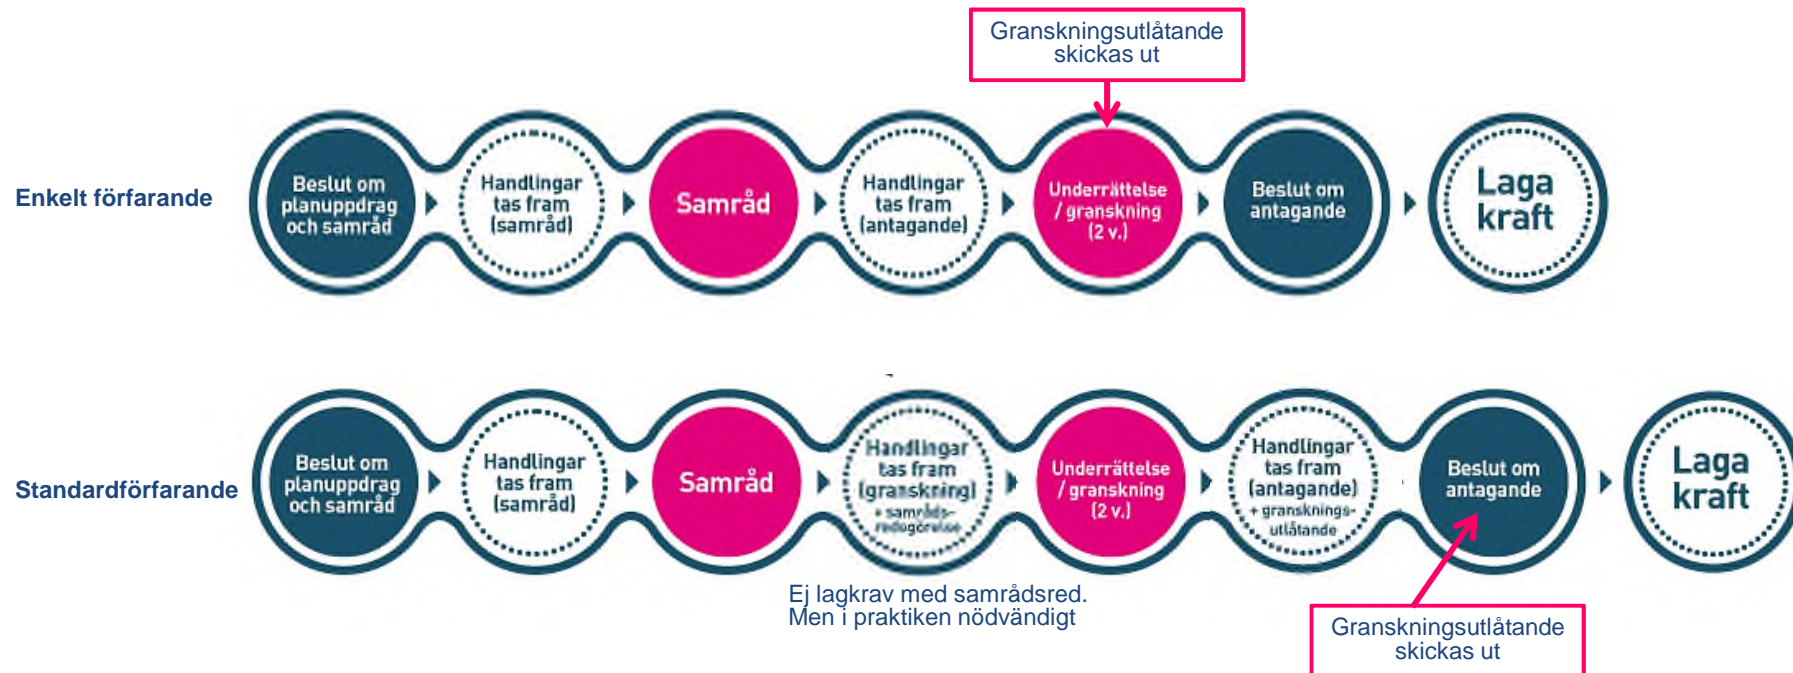 Granskningsutlåtande
skickas ut
Enkelt förfarande
Beslut om
planuppdrag
och samråd
Handlingar
tas fram
(samråd)
Samråd
Handlingar
tas fram
(antagande)
Underrättelse
/ granskning
(2 v.)
Beslut om
antagande
Laga
kraft
Standardförfarande
Beslut om
planuppdrag
och samråd
Handlingar
tas fram
(samråd)
Samråd
Handlingar
tas fram
(granskning)
+ samråds-
redogörelse
Underrättelse
/ granskning
(2 v.)
Handlingar
tas fram
(antagande)
+ gransknings-
utlåtande
Beslut om
antagande
Laga
kraft
Ej lagkrav med samrådsred.
Men i praktiken nödvändigt
Granskningsutlåtande
skickas ut